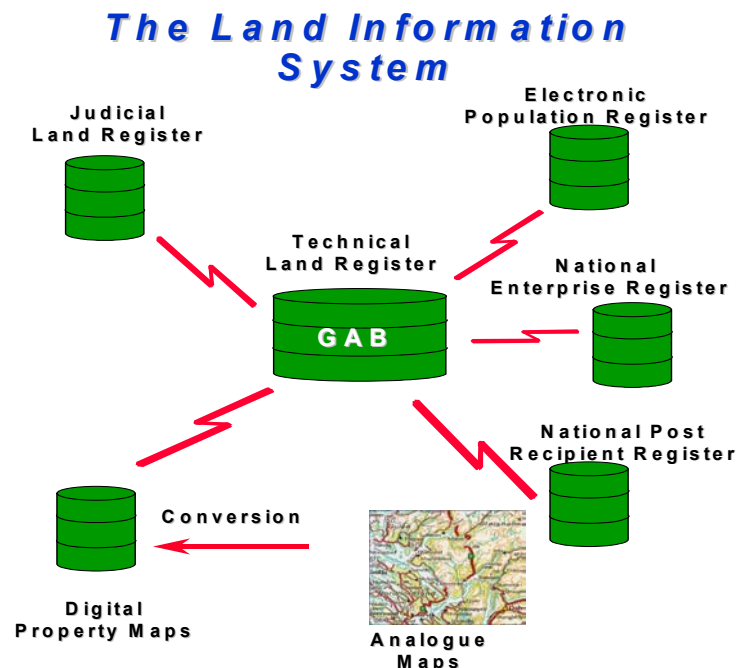 The Land Information
System
Judicial
Land Register
Electronic
Population Register
Technical
Land Register
GAB
National
Enterprise Register
National Post
Recipient Register
Conversion
Digital
Property Maps
Analogue
Maps